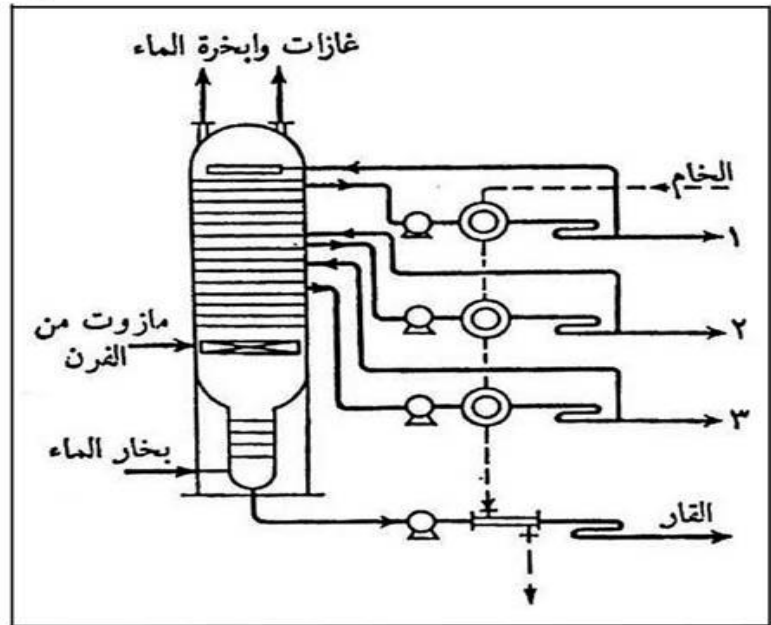 غازات وابخرة الماء
الخام
١
٢
مازوت من
الفرن
٣
بخار الماء
القار